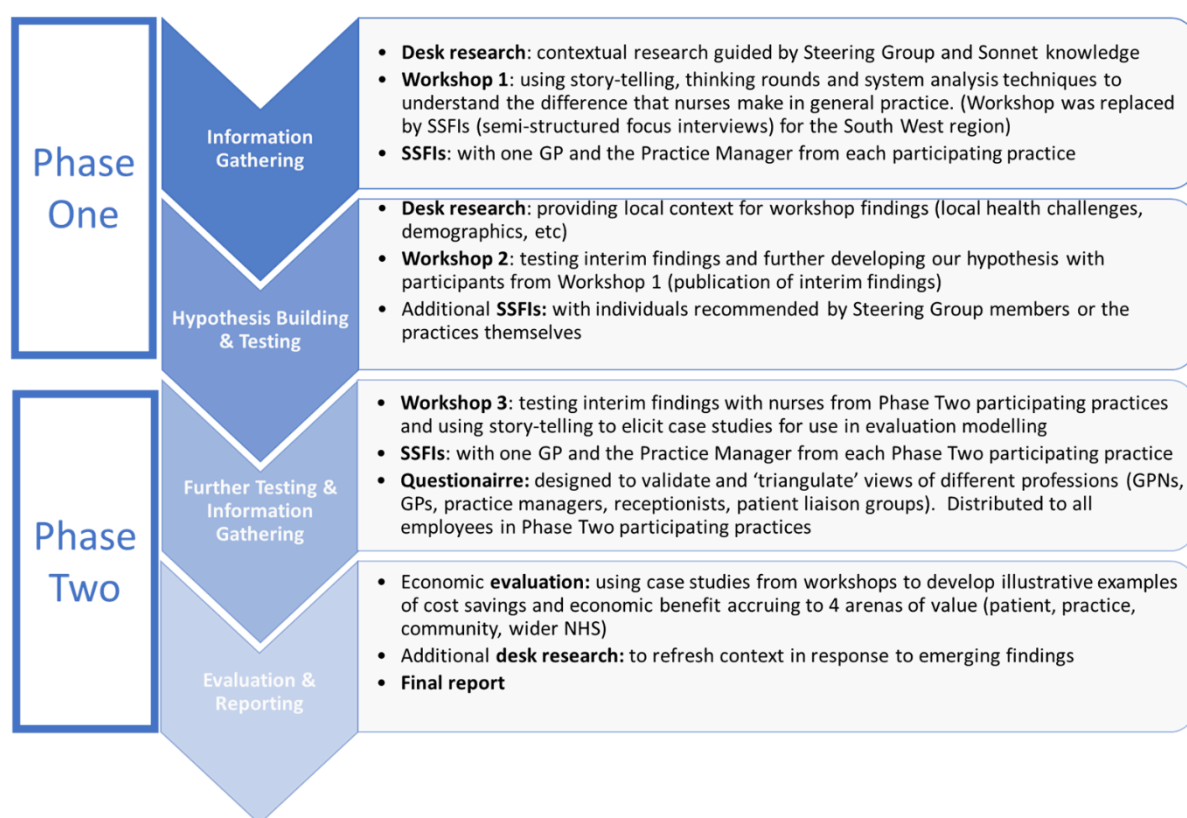 Phase
One
Information
Gathering
• Desk research: contextual research guided by Steering Group and Sonnet knowledge
• Workshop 1: using story-telling, thinking rounds and system analysis techniques to
understand the difference that nurses make in general practice. (Workshop was replaced
by SSFIs (semi-structured focus interviews) for the South West region)
• SSFIs: with one GP and the Practice Manager from each participating practice
Hypothesis Building
& Testing
• Desk research: providing local context for workshop findings (local health challenges,
demographics, etc)
• Workshop 2: testing interim findings and further developing our hypothesis with
participants from Workshop 1 (publication of interim findings)
• Additional SSFIs: with individuals recommended by Steering Group members or the
practices themselves
Phase
Two
Further Testing &
Information
Gathering
• Workshop 3: testing interim findings with nurses from Phase Two participating practices
and using story-telling to elicit case studies for use in evaluation modelling
• SSFIs: with one GP and the Practice Manager from each Phase Two participating practice
• Questionairre: designed to validate and ‘triangulate’ views of different professions (GPNs,
GPs, practice managers, receptionists, patient liaison groups). Distributed to all
employees in Phase Two participating practices
Evaluation &
Reporting
• Economic evaluation: using case studies from workshops to develop illustrative examples
of cost savings and economic benefit accruing to 4 arenas of value (patient, practice,
community, wider NHS)
• Additional desk research: to refresh context in response to emerging findings
• Final report